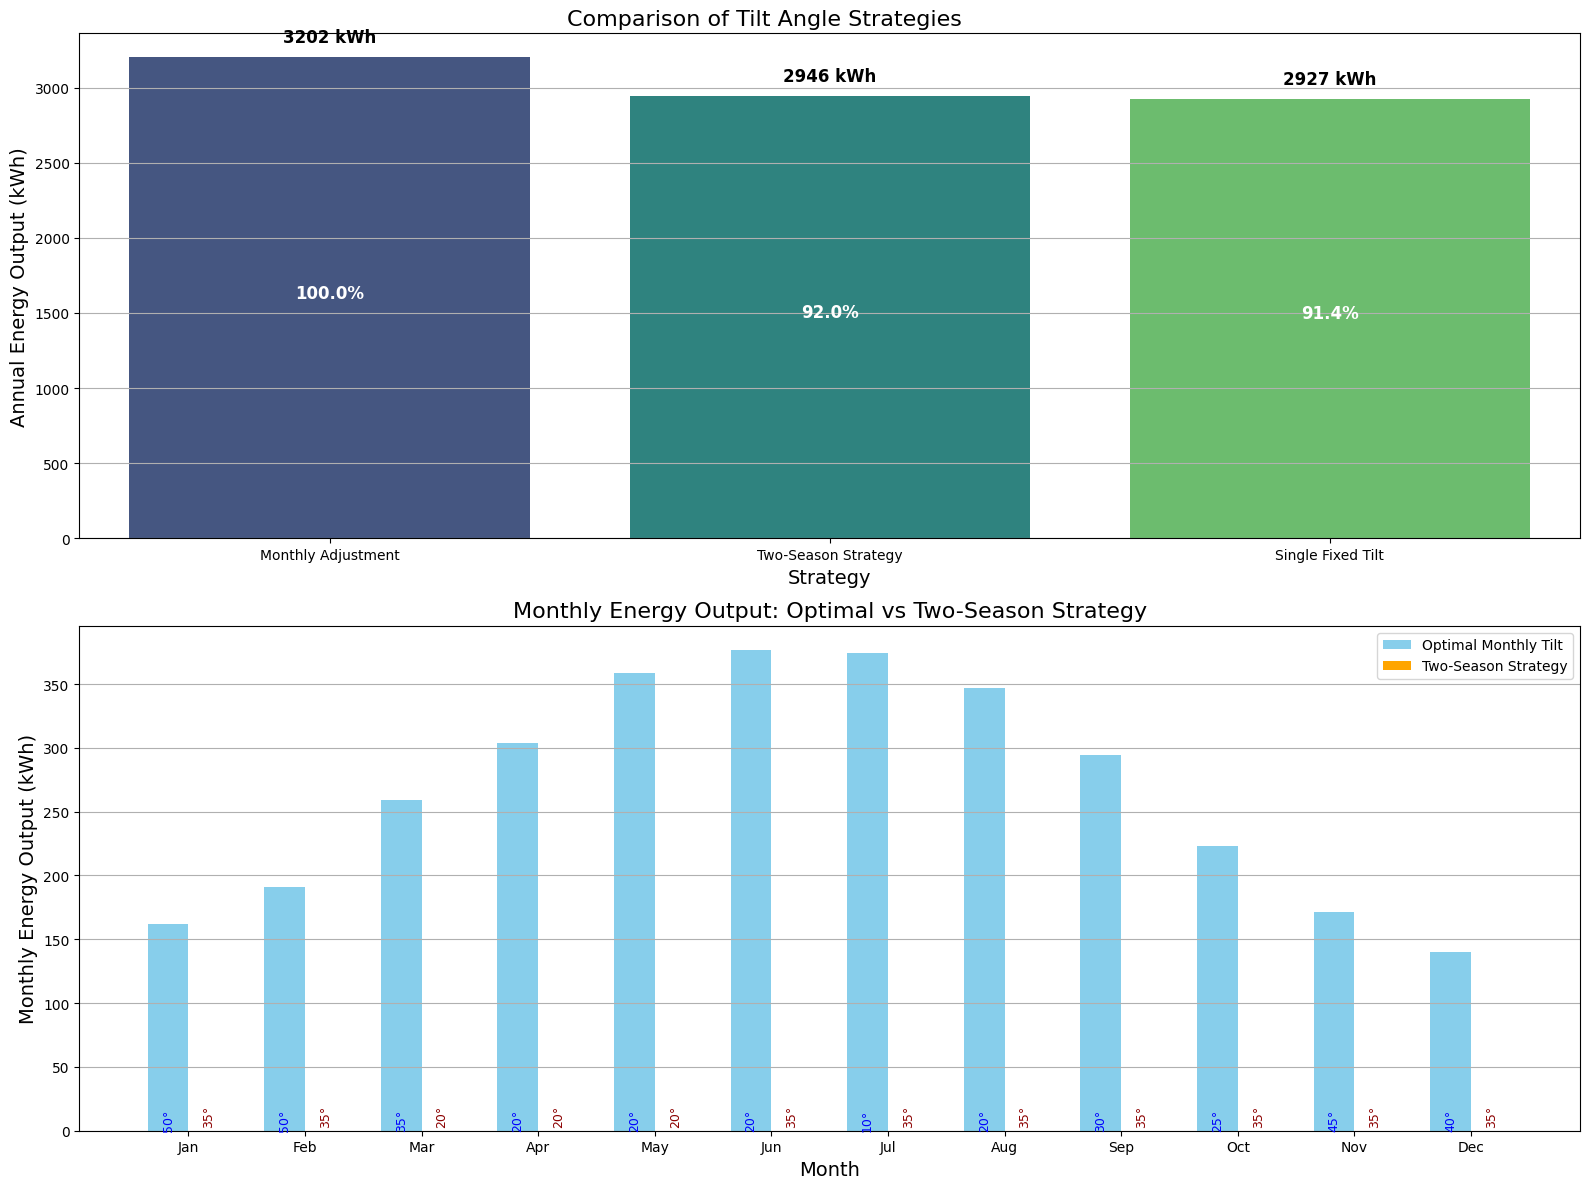 Comparison of Tilt Angle Strategies
3202 kWh
2946 kWh
2927 kWh
100.0%
92.0%
91.4%
Annual Energy Output (kWh)
3000
2500
2000
1500
1000
500
0
Monthly Adjustment
Two-Season Strategy
Single Fixed Tilt
Strategy
Monthly Energy Output: Optimal vs Two-Season Strategy
Optimal Monthly Tilt
Two-Season Strategy
Monthly Energy Output (kWh)
350
300
250
200
150
100
50
0
50° 35° 50° 35° 35° 20° 20° 20° 20° 20° 20° 35° 10° 35° 20° 35° 30° 35° 25° 35° 45° 35° 40° 35°
Jan Feb Mar Apr May Jun Jul Aug Sep Oct Nov Dec
Month